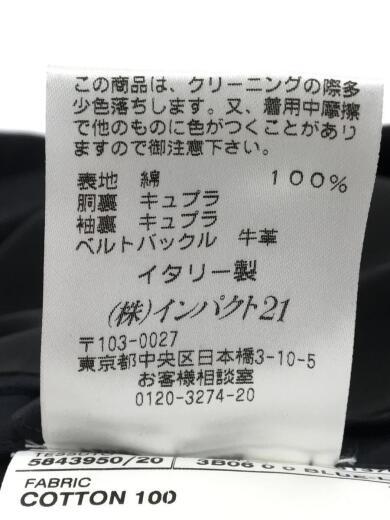 この商品は、クリーニングの際多
少色落ちします。又、着用中摩擦
で他のものに色がつくことがあり
ますので御注意下さい。
表地 綿 100%
胴裏 キュプラ
袖裏 キュプラ
ベルトバックル 牛革
イタリー製
(株)インパクト21
〒103-0027
東京都中央区日本橋3-10-5
お客様相談室
0120-3274-20
5843950/20 3B06 0 0 BLUE
FABRIC
COTTON 100